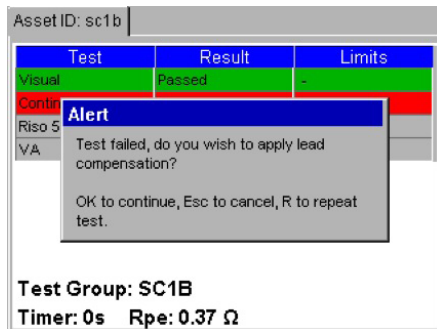 Asset ID: sc1b
Test Result Limits
Visual Passed -
Contin
Alert
Riso 5
VA
Test failed, do you wish to apply lead
compensation?
OK to continue, Esc to cancel, R to repeat
test.
Test Group: SC1B
Timer: 0s Rpe: 0.37 Ω